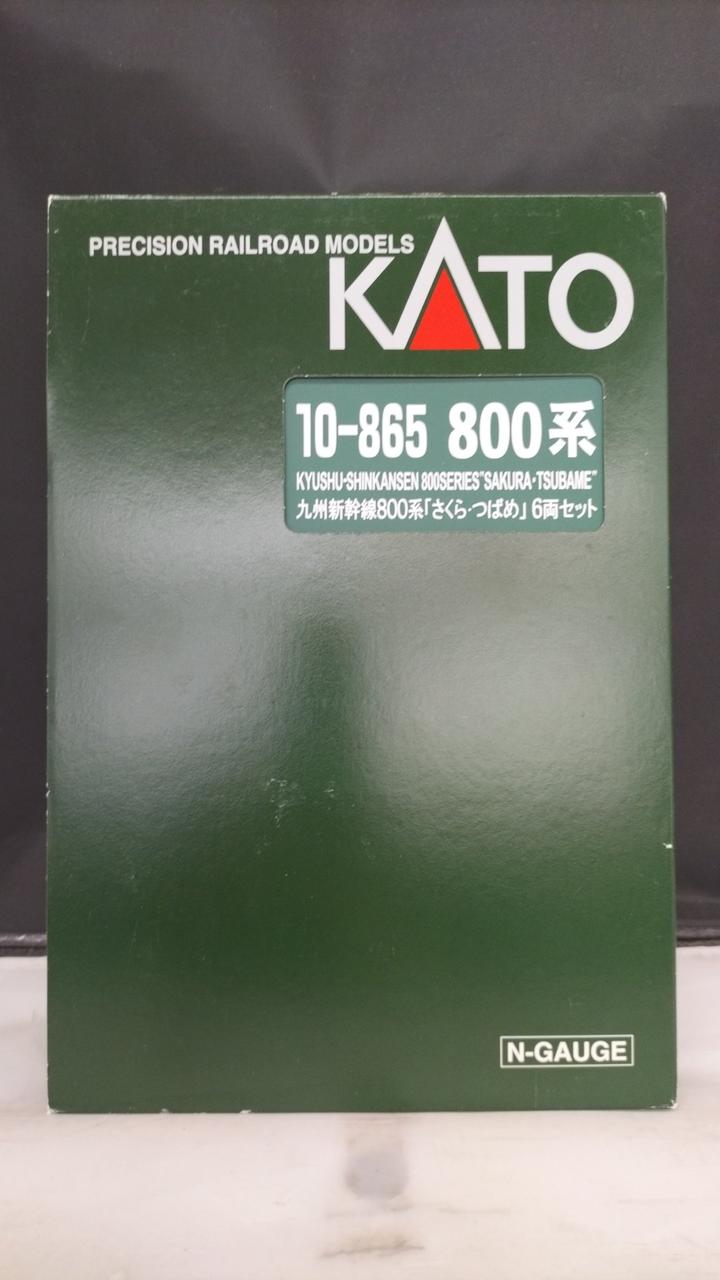 PRECISION RAILROAD MODELS
KATO
10-865 800系
KYUSHU-SHINKANSEN 800SERIES"SAKURA・TSUBAME"
九州新幹線800系「さくら・つばめ」6両セット
N-GAUGE